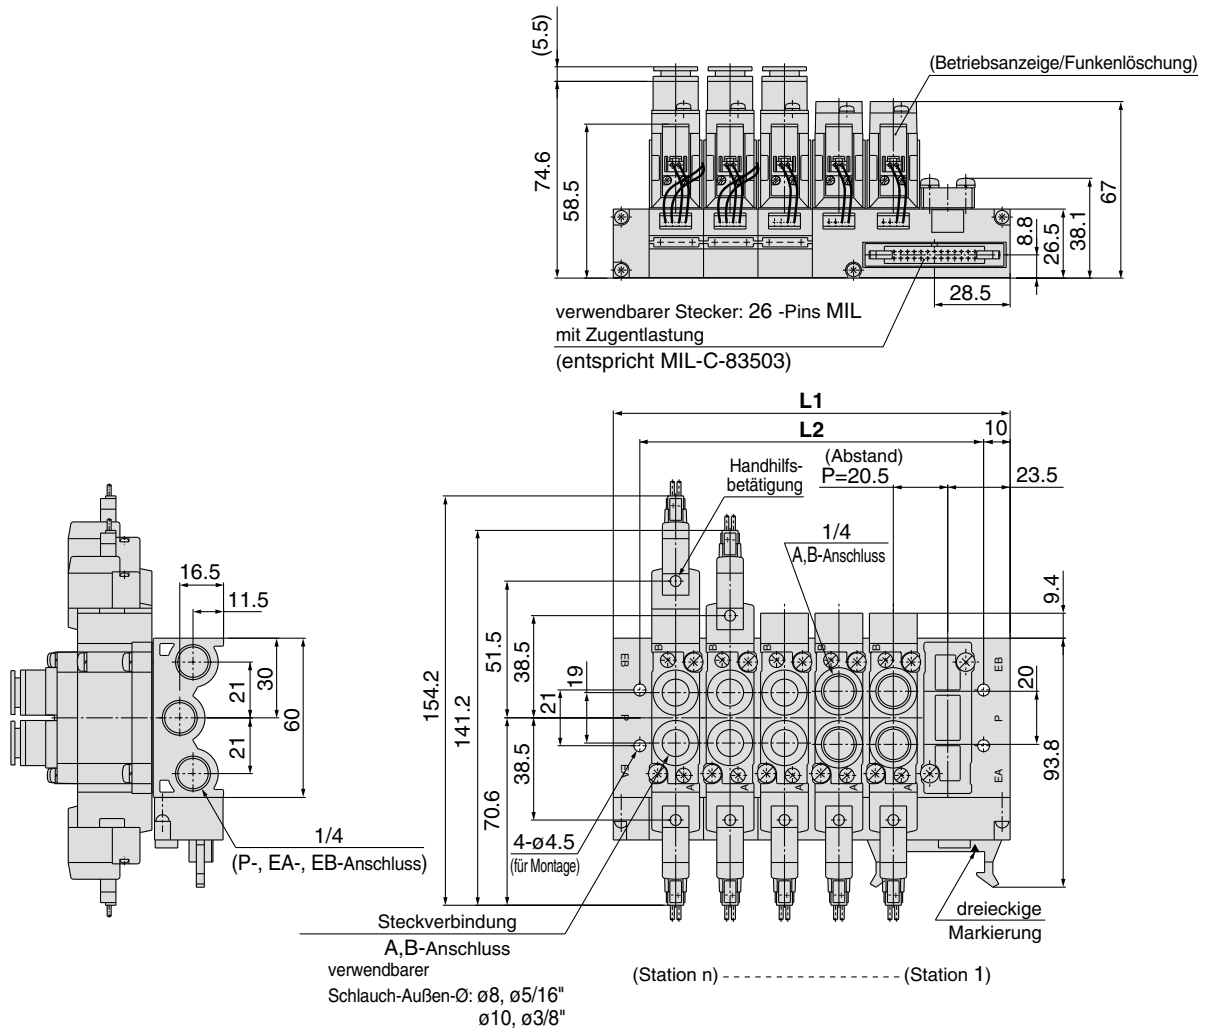 (5.5)
(Betriebsanzeige/Funkenlöschung)
74.6
58.5
8.8
26.5
38.1
67
28.5
verwendbarer Stecker: 26 -Pins MIL
mit Zugentlastung
(entspricht MIL-C-83503)
L1
L2
10
Handhilfs-
betätigung
(Abstand)
P=20.5
23.5
1/4
A,B-Anschluss
9.4
16.5
11.5
21
30
21
60
154.2
141.2
51.5
38.5
19
21
38.5
70.6
EB
P
EA
B
B
B
B
B
A
A
A
A
A
EB
P
EA
20
93.8
1/4
(P-, EA-, EB-Anschluss)
4-ø4.5
(für Montage)
Steckverbindung
A,B-Anschluss
verwendbarer
Schlauch-Außen-Ø: ø8, ø5/16"
ø10, ø3/8"
dreieckige
Markierung
(Station n) - - - - - - - - - - - - - - - - - - - (Station 1)